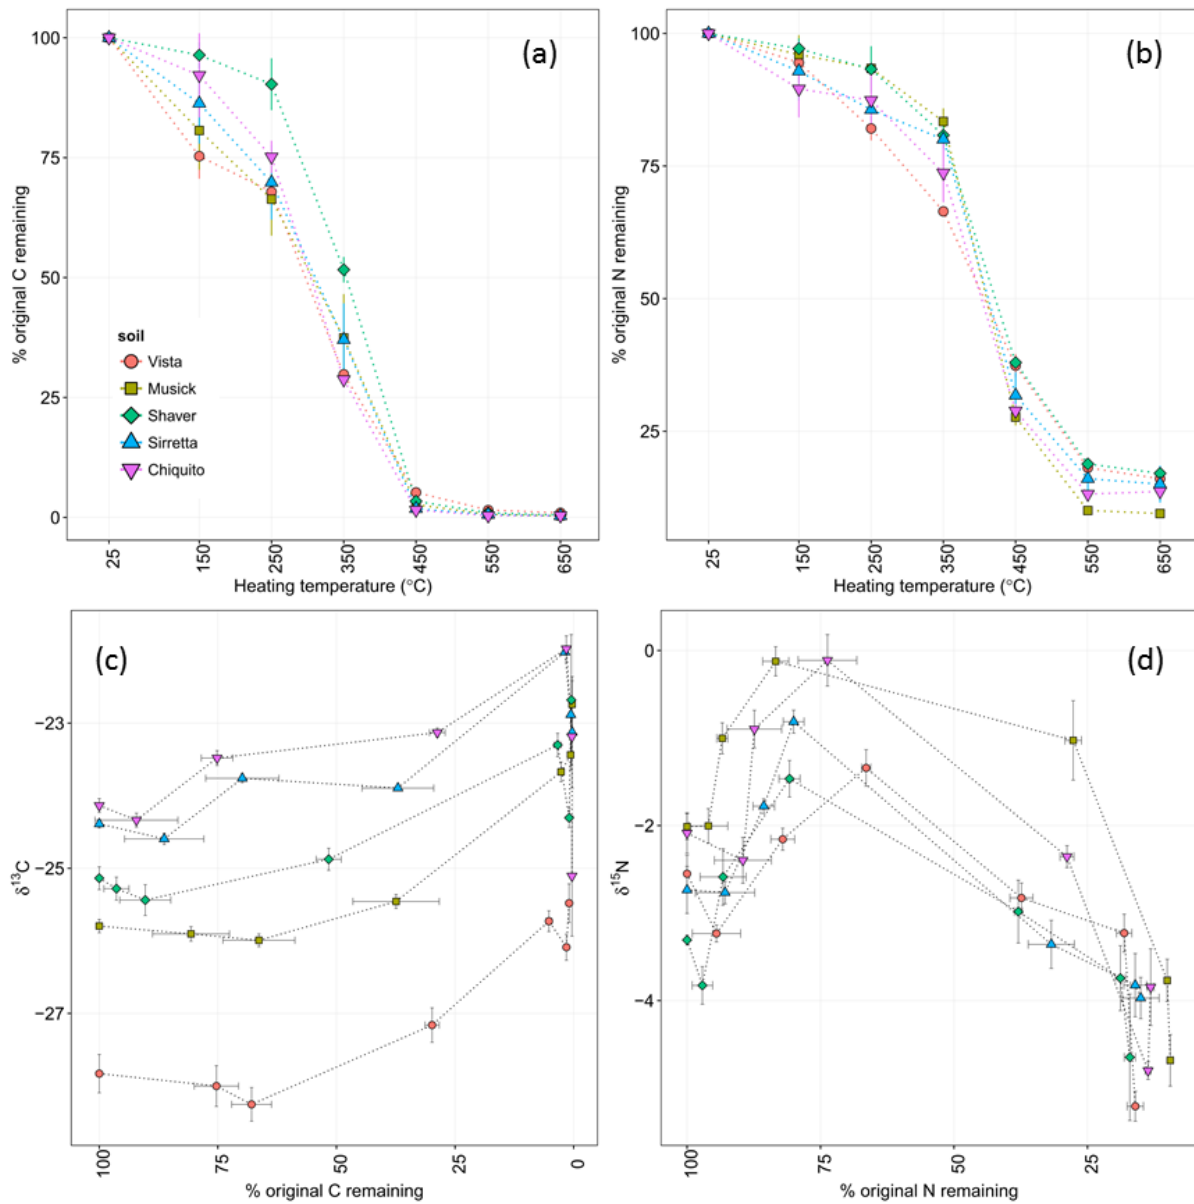 (a)
% original C remaining
100
75
50
25
0
soil
Vista
Musick
Shaver
Sirretta
Chiquito
25
150
250
350
450
550
650
Heating temperature (°C)
(b)
% original N remaining
100
75
50
25
25
150
250
350
450
550
650
Heating temperature (°C)
(c)
δ13C
−23
−25
−27
100
75
50
25
0
% original C remaining
(d)
δ15N
0
−2
−4
100
75
50
25
% original N remaining